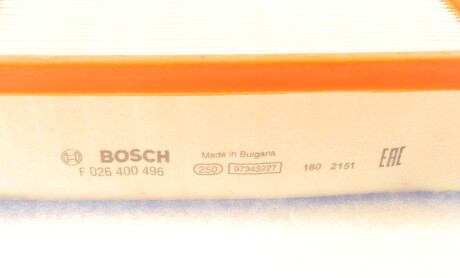 BOSCH
F 026 400 496
Made in Bulgaria
250 97343227
180 2151
EAC